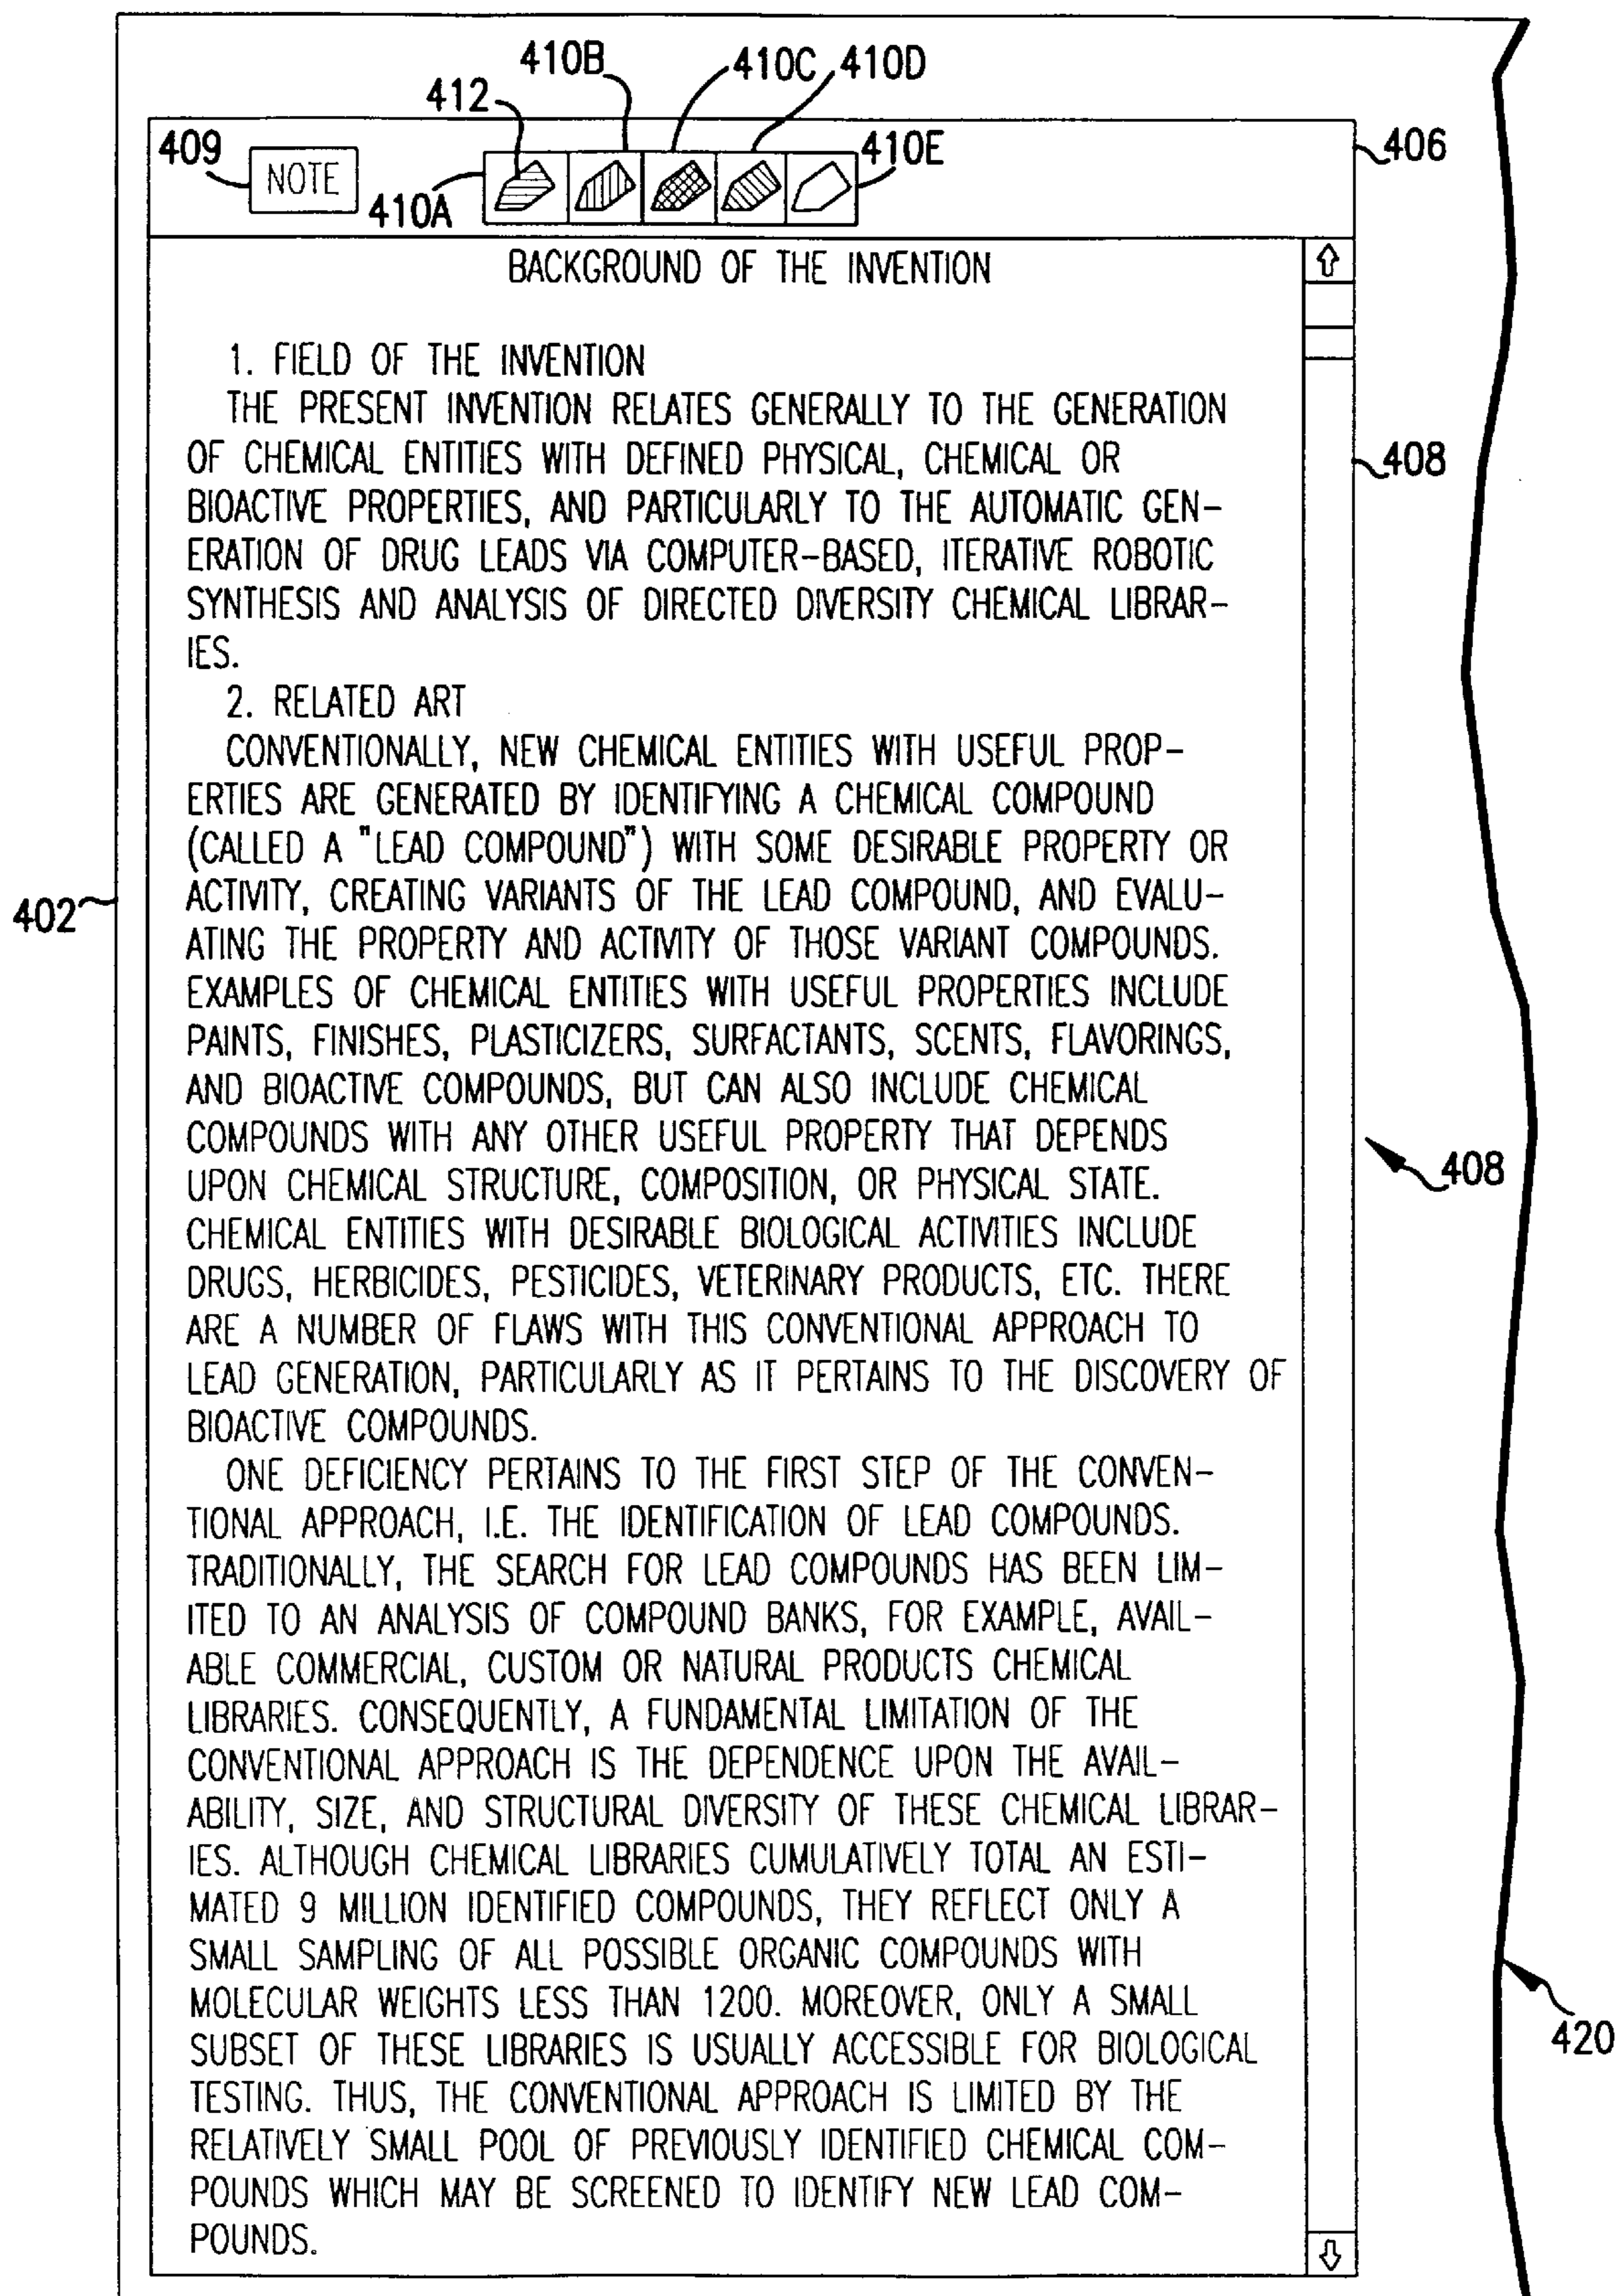 410B
410C
410D
412
409
NOTE
410A
410E
406
BACKGROUND OF THE INVENTION
1. FIELD OF THE INVENTION
THE PRESENT INVENTION RELATES GENERALLY TO THE GENERATION
OF CHEMICAL ENTITIES WITH DEFINED PHYSICAL, CHEMICAL OR
408
BIOACTIVE PROPERTIES, AND PARTICULARLY TO THE AUTOMATIC GEN-
ERATION OF DRUG LEADS VIA COMPUTER-BASED, ITERATIVE ROBOTIC
SYNTHESIS AND ANALYSIS OF DIRECTED DIVERSITY CHEMICAL LIBRAR-
IES.
2. RELATED ART
CONVENTIONALLY, NEW CHEMICAL ENTITIES WITH USEFUL PROP-
ERTIES ARE GENERATED BY IDENTIFYING A CHEMICAL COMPOUND
(CALLED A "LEAD COMPOUND") WITH SOME DESIRABLE PROPERTY OR
ACTIVITY, CREATING VARIANTS OF THE LEAD COMPOUND, AND EVALU-
402
ATING THE PROPERTY AND ACTIVITY OF THOSE VARIANT COMPOUNDS.
EXAMPLES OF CHEMICAL ENTITIES WITH USEFUL PROPERTIES INCLUDE
PAINTS, FINISHES, PLASTICIZERS, SURFACTANTS, SCENTS, FLAVORINGS,
AND BIOACTIVE COMPOUNDS, BUT CAN ALSO INCLUDE CHEMICAL
COMPOUNDS WITH ANY OTHER USEFUL PROPERTY THAT DEPENDS
UPON CHEMICAL STRUCTURE, COMPOSITION, OR PHYSICAL STATE.
408
CHEMICAL ENTITIES WITH DESIRABLE BIOLOGICAL ACTIVITIES INCLUDE
DRUGS, HERBICIDES, PESTICIDES, VETERINARY PRODUCTS, ETC. THERE
ARE A NUMBER OF FLAWS WITH THIS CONVENTIONAL APPROACH TO
LEAD GENERATION, PARTICULARLY AS IT PERTAINS TO THE DISCOVERY OF
BIOACTIVE COMPOUNDS.
ONE DEFICIENCY PERTAINS TO THE FIRST STEP OF THE CONVEN-
TIONAL APPROACH, I.E. THE IDENTIFICATION OF LEAD COMPOUNDS.
TRADITIONALLY, THE SEARCH FOR LEAD COMPOUNDS HAS BEEN LIM-
ITED TO AN ANALYSIS OF COMPOUND BANKS, FOR EXAMPLE, AVAIL-
ABLE COMMERCIAL, CUSTOM OR NATURAL PRODUCTS CHEMICAL
LIBRARIES. CONSEQUENTLY, A FUNDAMENTAL LIMITATION OF THE
CONVENTIONAL APPROACH IS THE DEPENDENCE UPON THE AVAIL-
ABILITY, SIZE, AND STRUCTURAL DIVERSITY OF THESE CHEMICAL LIBRAR-
IES. ALTHOUGH CHEMICAL LIBRARIES CUMULATIVELY TOTAL AN ESTI-
MATED 9 MILLION IDENTIFIED COMPOUNDS, THEY REFLECT ONLY A
SMALL SAMPLING OF ALL POSSIBLE ORGANIC COMPOUNDS WITH
MOLECULAR WEIGHTS LESS THAN 1200. MOREOVER, ONLY A SMALL
SUBSET OF THESE LIBRARIES IS USUALLY ACCESSIBLE FOR BIOLOGICAL
420
TESTING. THUS, THE CONVENTIONAL APPROACH IS LIMITED BY THE
RELATIVELY SMALL POOL OF PREVIOUSLY IDENTIFIED CHEMICAL COM-
POUNDS WHICH MAY BE SCREENED TO IDENTIFY NEW LEAD COM-
POUNDS.